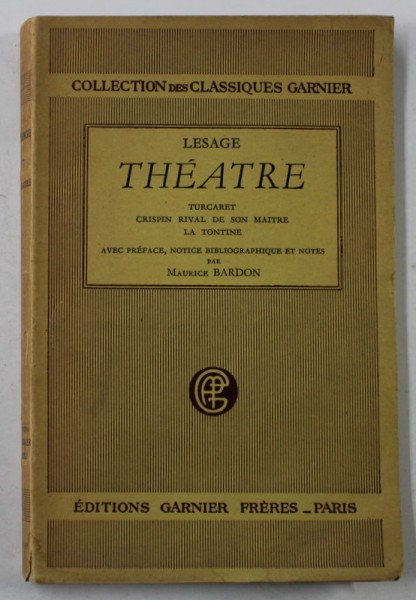 COLLECTION DES CLASSIQUES GARNIER
LESAGE
THÉATRE
TURCARET
CRISPIN RIVAL DE SON MAITRE
LA TONTINE
AVEC PRÉFACE, NOTICE BIBLIOGRAPHIQUE ET NOTES
PAR
MAURICE BARDON
ÉDITIONS GARNIER FRÈRES - PARIS